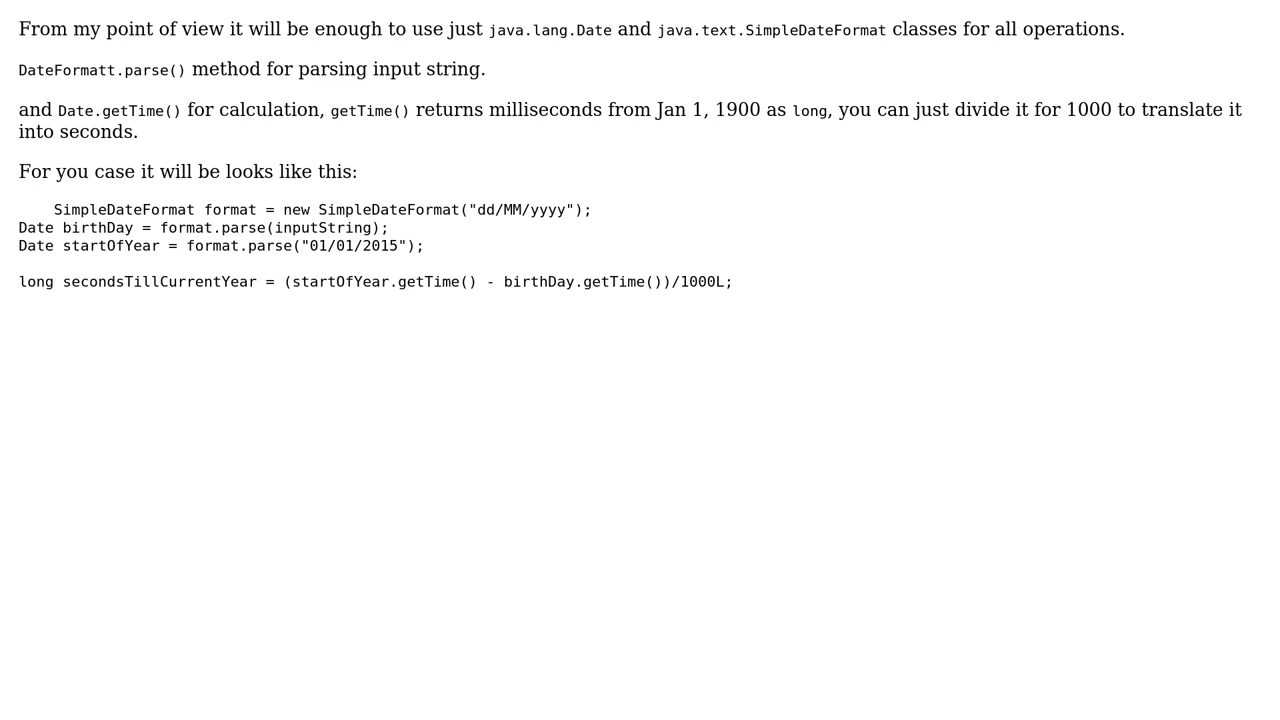 From my point of view it will be enough to use just java.lang.Date and java.text.SimpleDateFormat classes for all operations.
DateFormatt.parse() method for parsing input string.
and Date.getTime() for calculation, getTime() returns milliseconds from Jan 1, 1900 as long, you can just divide it for 1000 to translate it
into seconds.
For you case it will be looks like this:
    SimpleDateFormat format = new SimpleDateFormat("dd/MM/yyyy");
Date birthDay = format.parse(inputString);
Date startOfYear = format.parse("01/01/2015");
long secondsTillCurrentYear = (startOfYear.getTime() - birthDay.getTime())/1000L;